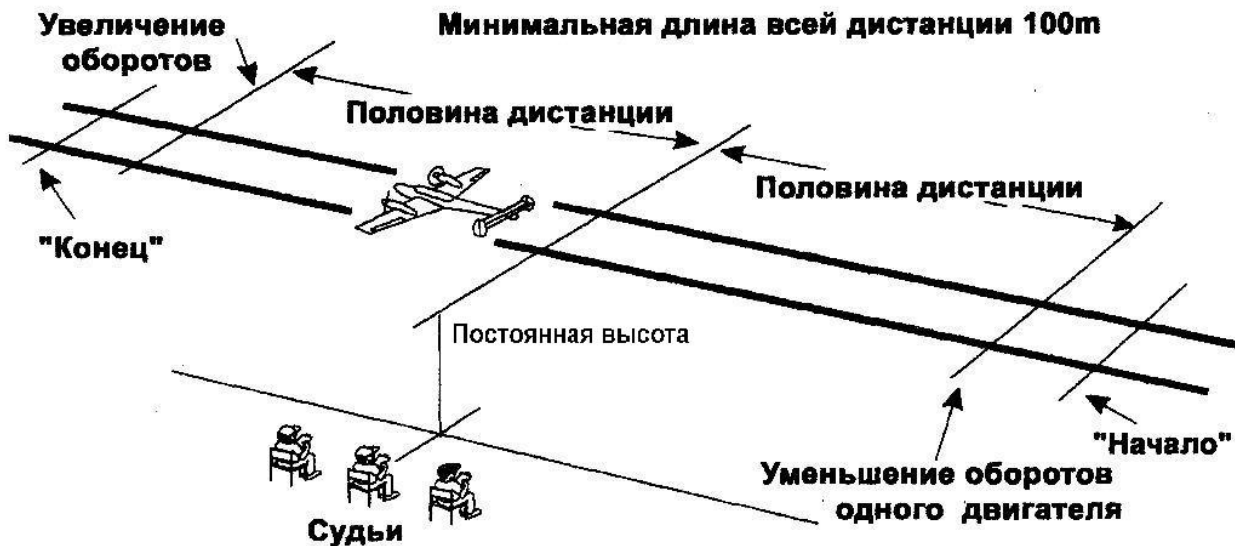 Увеличение
оборотов
Минимальная длина всей дистанции 100m
Половина дистанции
Половина дистанции
"Конец"
Постоянная высота
"Начало"
Уменьшение оборотов
одного двигателя
Судьи